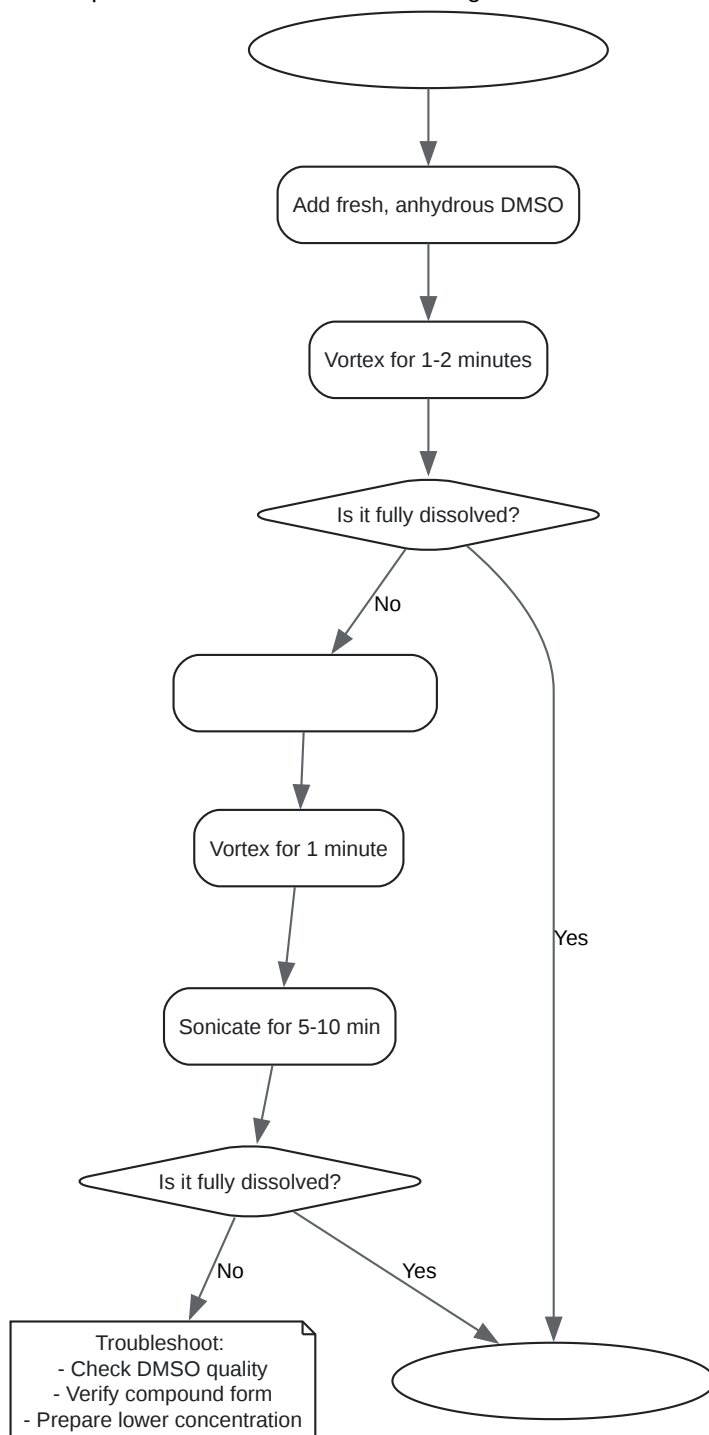 Add fresh, anhydrous DMSO
Vortex for 1-2 minutes
Is it fully dissolved?
No
Vortex for 1 minute
Yes
Sonicate for 5-10 min
Is it fully dissolved?
No
Yes
Troubleshoot:
- Check DMSO quality
- Verify compound form
- Prepare lower concentration